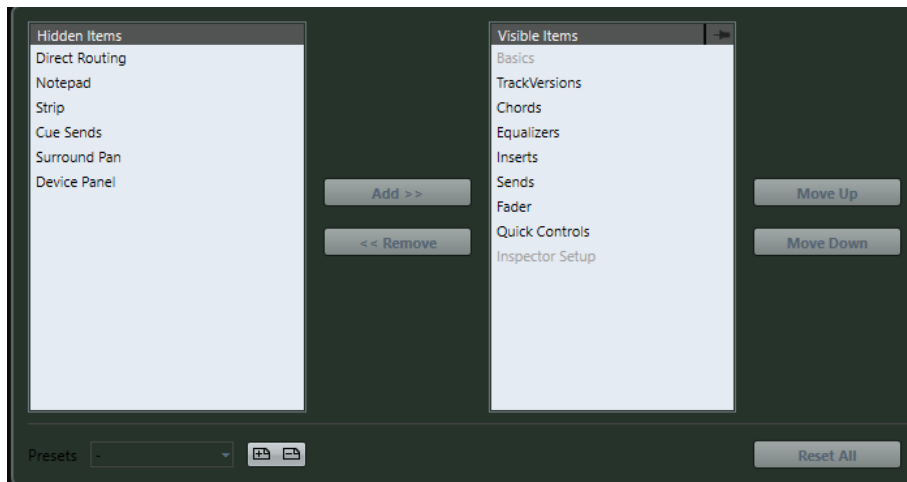 Hidden Items
Direct Routing
Notepad
Strip
Cue Sends
Surround Pan
Device Panel
Add >>
<< Remove
Visible Items
Basics
TrackVersions
Chords
Equalizers
Inserts
Sends
Fader
Quick Controls
Inspector Setup
Move Up
Move Down
Presets -
Reset All